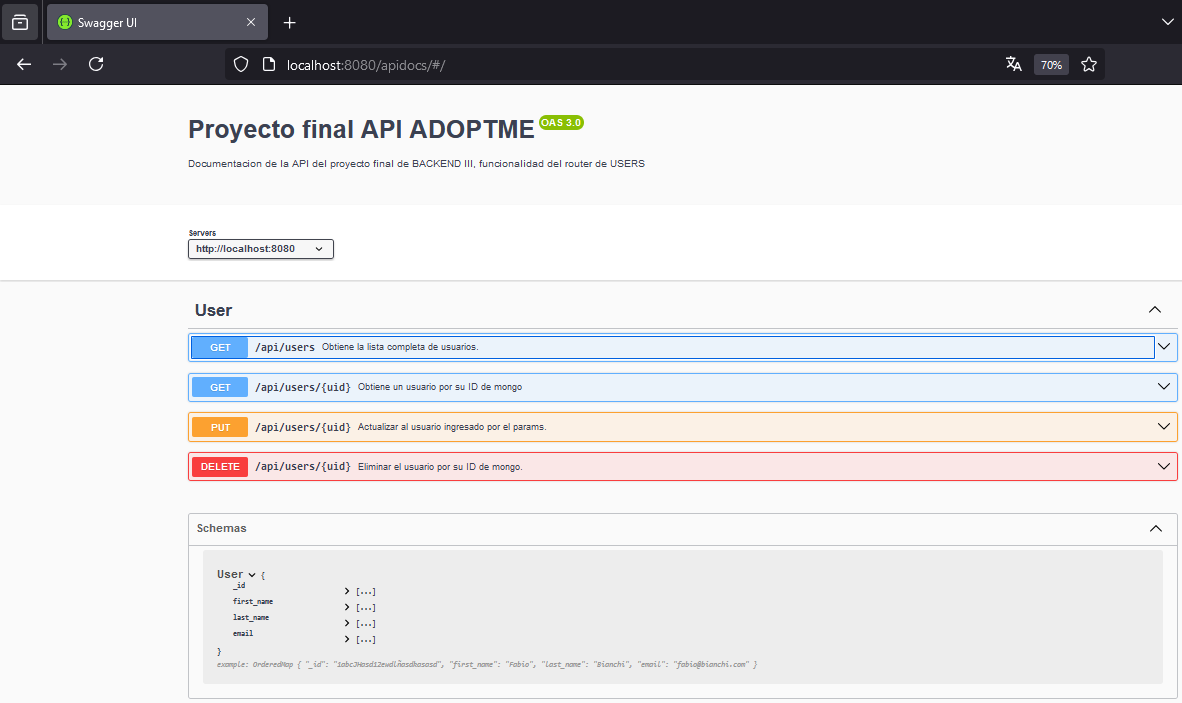 Swagger UI
localhost:8080/apidocs/#/
70%
Proyecto final API ADOPTME OAS 3.0
Documentacion de la API del proyecto final de BACKEND III, funcionalidad del router de USERS
Servers
http://localhost:8080
User
GET /api/users Obtiene la lista completa de usuarios.
GET /api/users/{uid} Obtiene un usuario por su ID de mongo
PUT /api/users/{uid} Actualizar al usuario ingresado por el params.
DELETE /api/users/{uid} Eliminar el usuario por su ID de mongo.
Schemas
User {
_id [...]
first_name [...]
last_name [...]
email [...]
}
example: OrderedMap { "_id": "first_name": "Fabio", "last_name": "Bianchi", "email": "fabio@bianchi.com" }